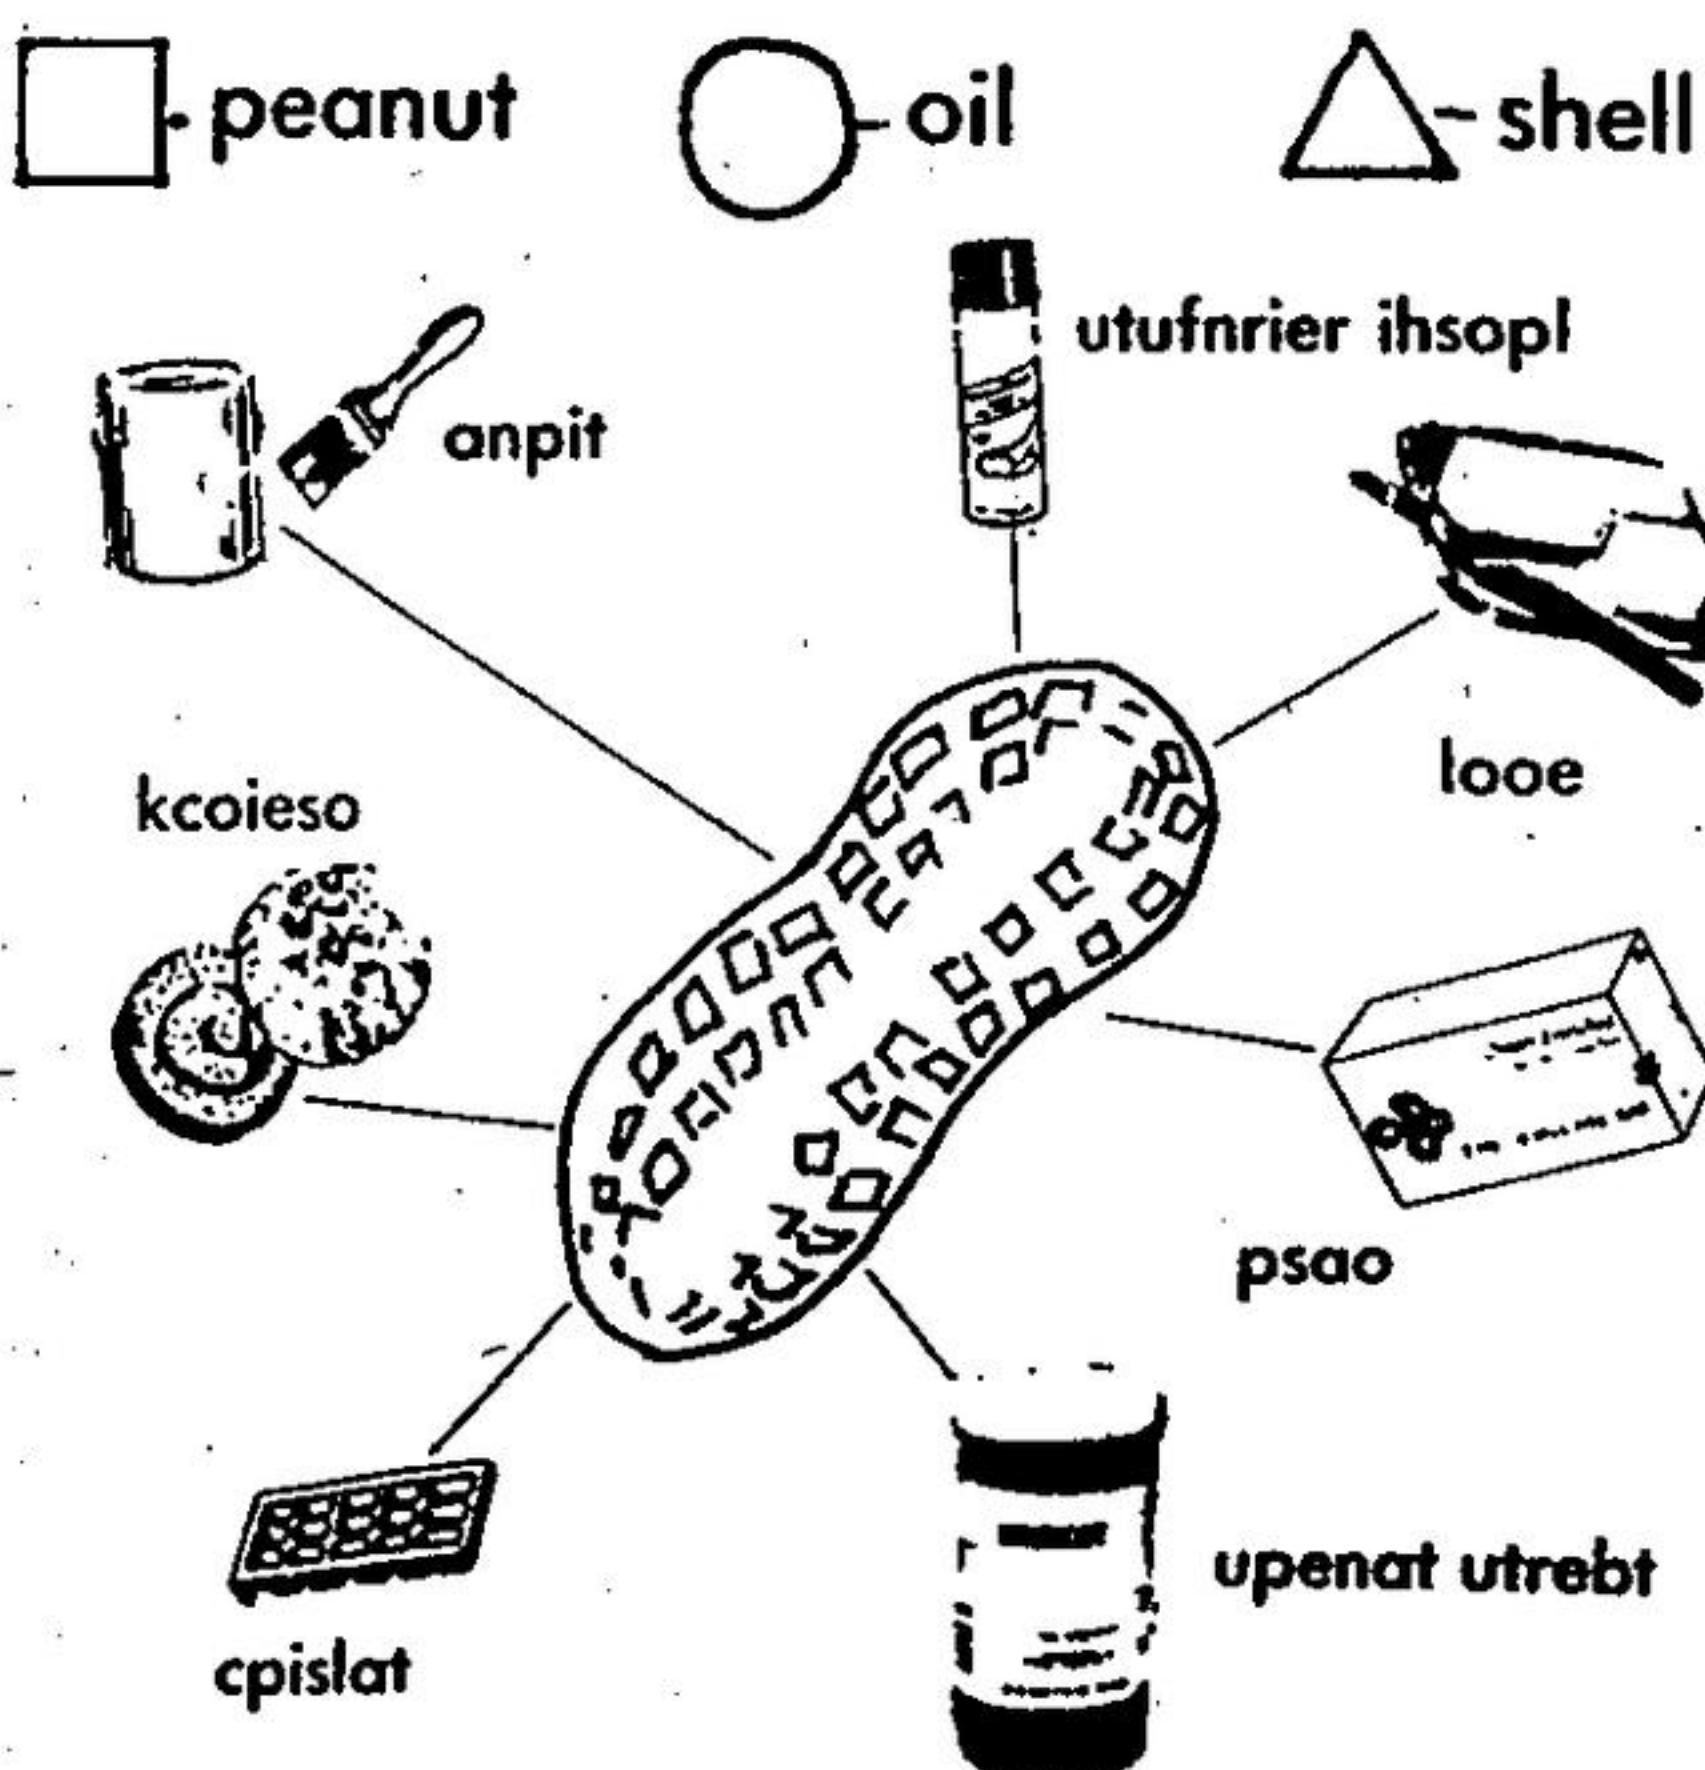 peanut
oil
shell
utufnrier ihsopl
anpit
looe
kcoieso
psao
upenat utrebt
cpislat